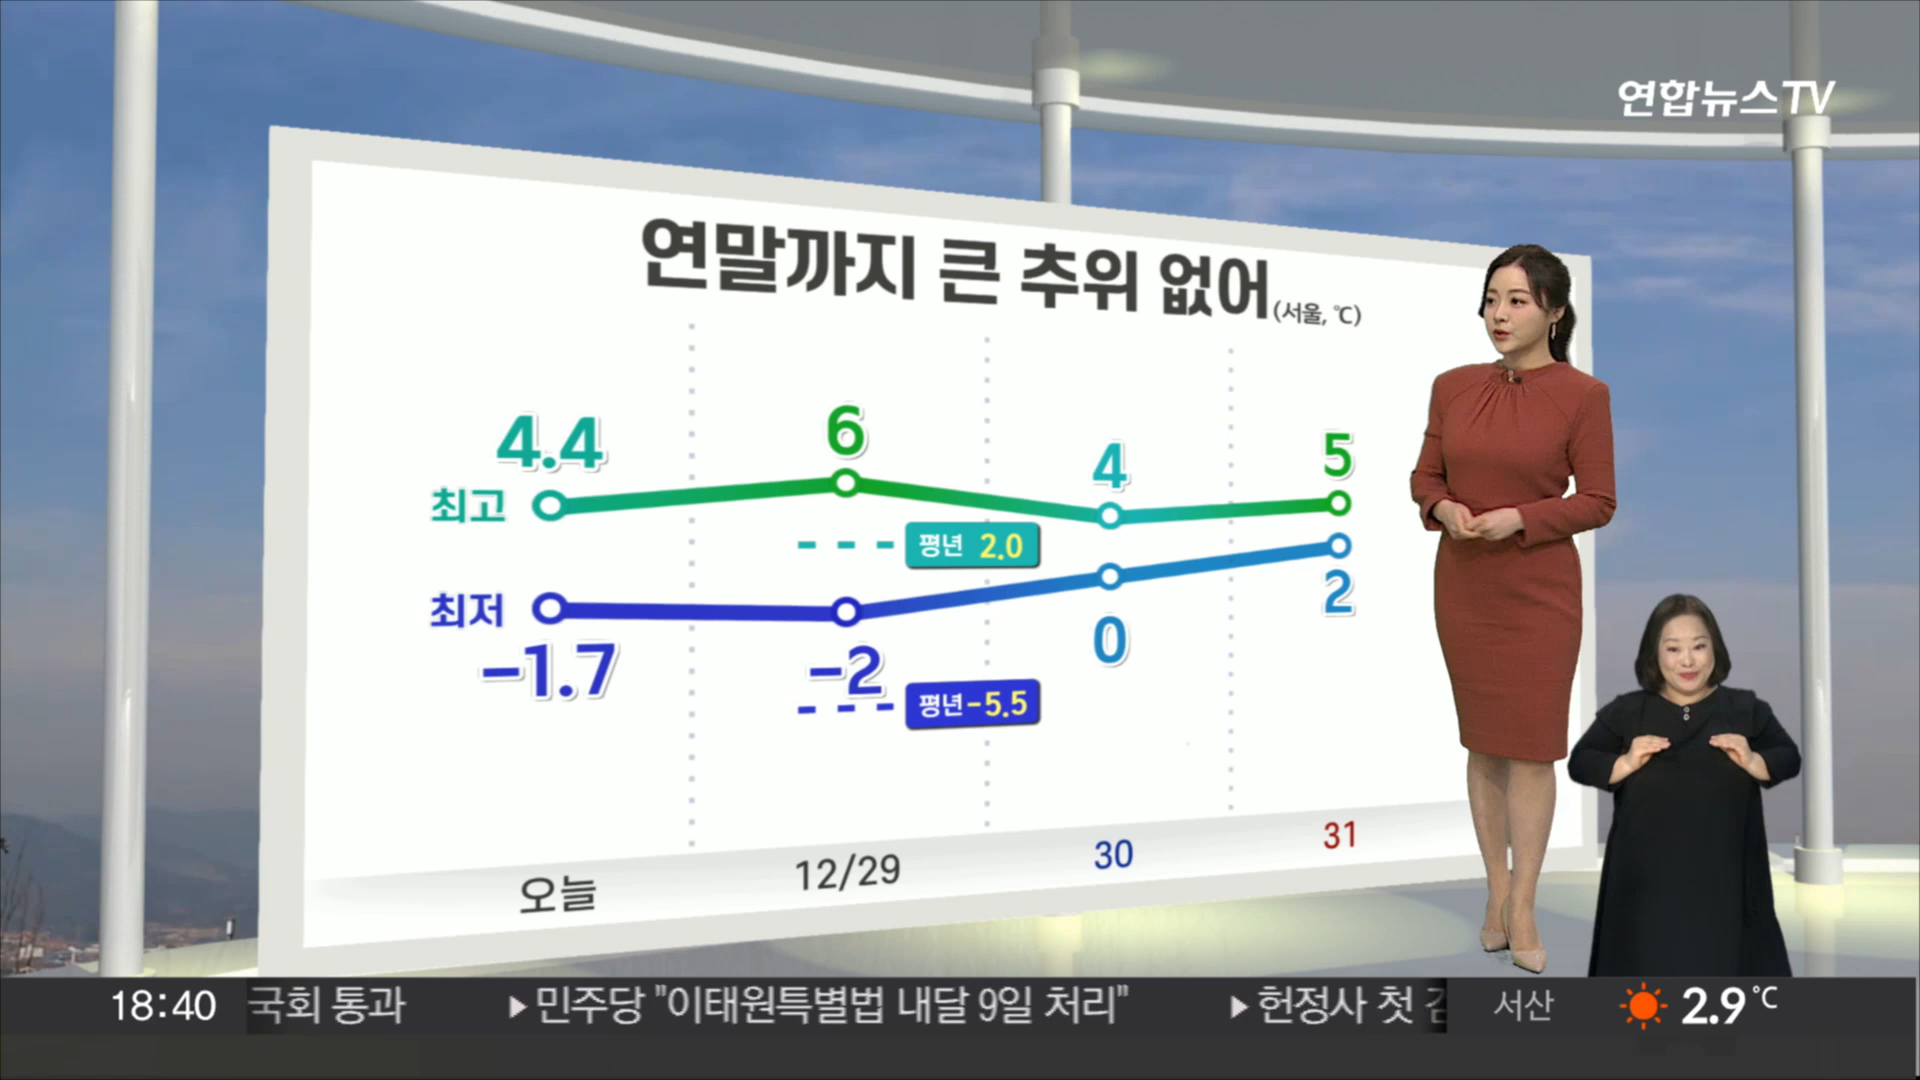 연합뉴스TV
연말까지 큰 추위 없어 (서울, ℃)
4.4 6 4 5
최고
평년 2.0
최저
-1.7 -2 0 2
평년 -5.5
오늘 12/29 30 31
18:40 국회 통과 ▶민주당 "이태원특별법 내달 9일 처리" ▶헌정사 첫 서산 2.9℃